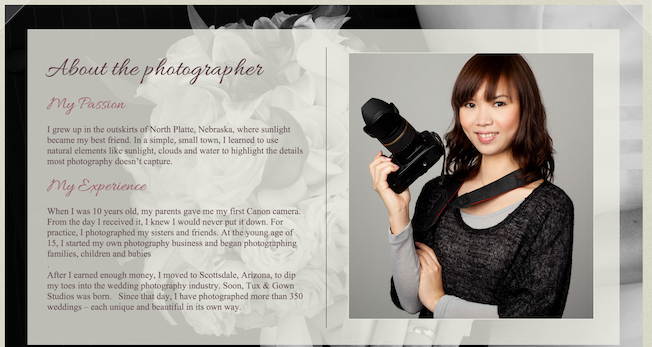 About the photographer
My Passion
I grew up in the outskirts of North Platte, Nebraska, where sunlight
became my best friend. In a simple, small town, I learned to use
natural elements like sunlight, clouds and water to highlight the details
most photography doesn't capture.
My Experience
When I was 10 years old, my parents gave me my first Canon camera.
From the day I received it, I knew I would never put it down. For
practice, I photographed my sisters and friends. At the young age of
15, I started my own photography business and began photographing
families, children and babies
.
After I earned enough money, I moved to Scottsdale, Arizona, to dip
my toes into the wedding photography industry. Soon, Tux & Gown
Studios was born. Since that day, I have photographed more than 350
weddings – each unique and beautiful in its own way.